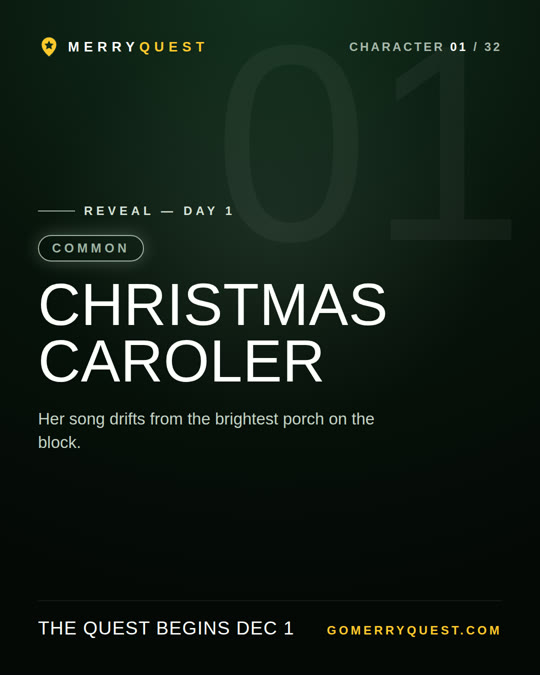 MERRYQUEST
CHARACTER 01 / 32
01
REVEAL — DAY 1
COMMON
CHRISTMAS
CAROLER
Her song drifts from the brightest porch on the
block.
THE QUEST BEGINS DEC 1
GOMERRYQUEST.COM